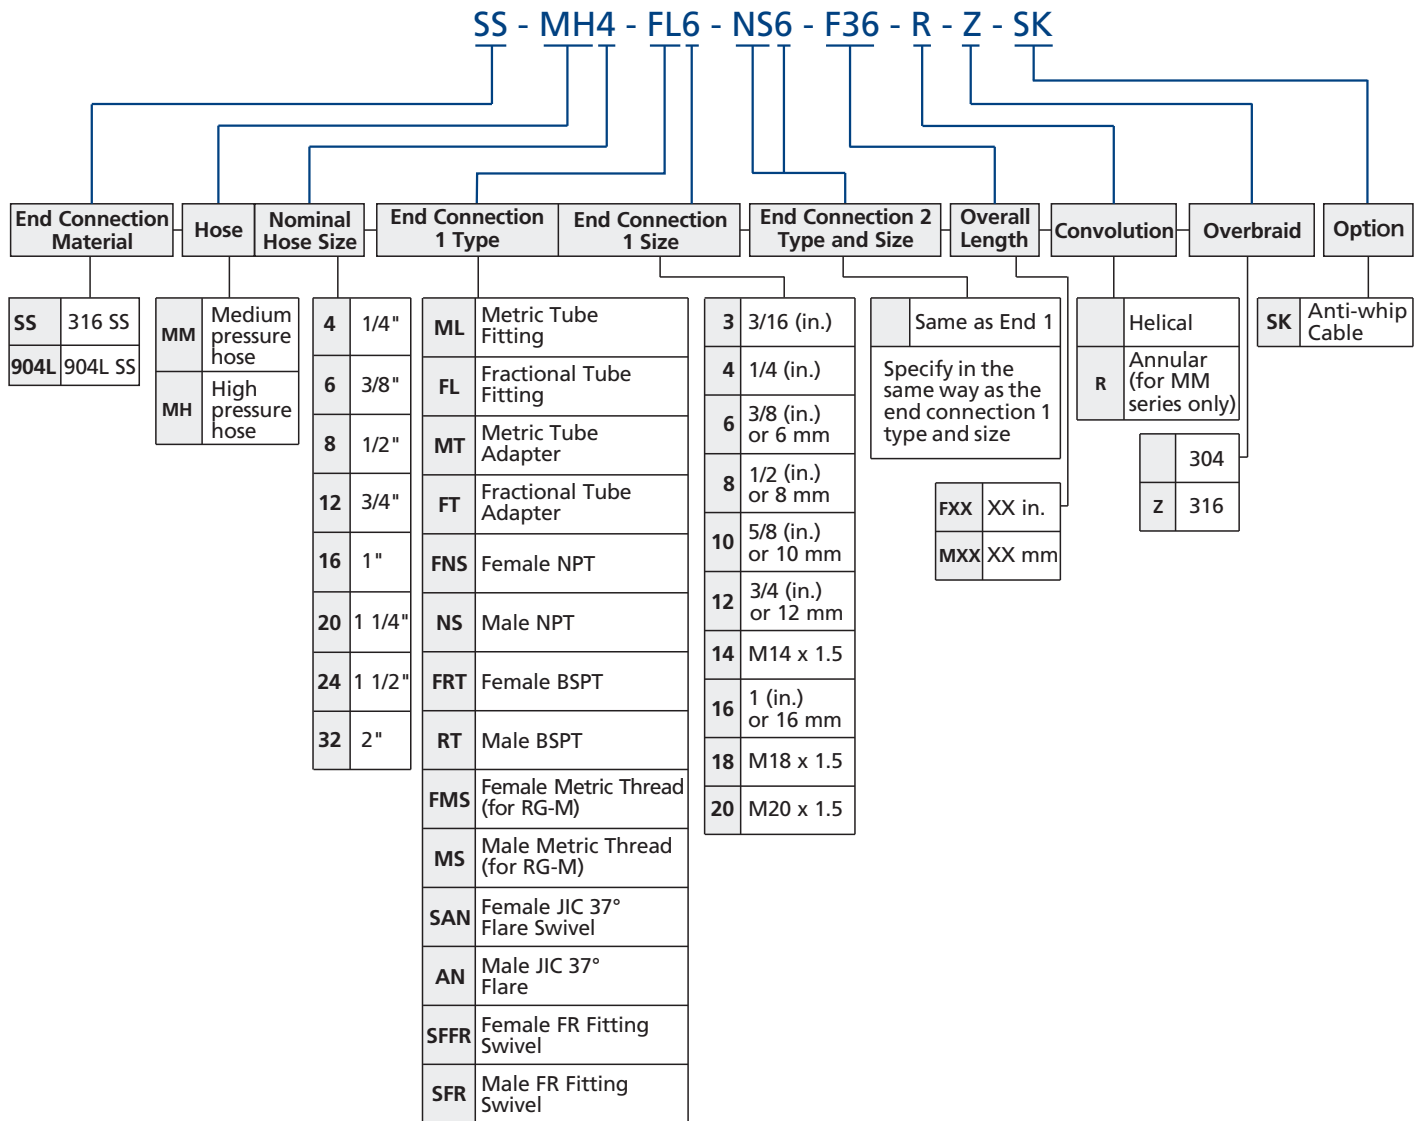 SS - MH4 - FL6 - NS6 - F36 - R - Z - SK
End Connection
Material
Hose
Nominal
Hose Size
End Connection
1 Type
End Connection
1 Size
End Connection 2
Type and Size
Overall
Length
Convolution
Overbraid
Option
SS 316 SS
904L 904L SS
MM Medium
pressure
hose
MH High
pressure
hose
4 1/4"
6 3/8"
8 1/2"
12 3/4"
16 1"
20 1 1/4"
24 1 1/2"
32 2"
ML Metric Tube
Fitting
FL Fractional Tube
Fitting
MT Metric Tube
Adapter
FT Fractional Tube
Adapter
FNS Female NPT
NS Male NPT
FRT Female BSPT
RT Male BSPT
FMS Female Metric Thread
(for RG-M)
MS Male Metric Thread
(for RG-M)
SAN Female JIC 37°
Flare Swivel
AN Male JIC 37°
Flare
SFFR Female FR Fitting
Swivel
SFR Male FR Fitting
Swivel
3 3/16 (in.)
4 1/4 (in.)
6 3/8 (in.)
or 6 mm
8 1/2 (in.)
or 8 mm
10 5/8 (in.)
or 10 mm
12 3/4 (in.)
or 12 mm
14 M14 x 1.5
16 1 (in.)
or 16 mm
18 M18 x 1.5
20 M20 x 1.5
Same as End 1
Specify in the
same way as the
end connection 1
type and size
FXX XX in.
MXX XX mm
Helical
R Annular
(for MM
series only)
304
Z 316
SK Anti-whip
Cable